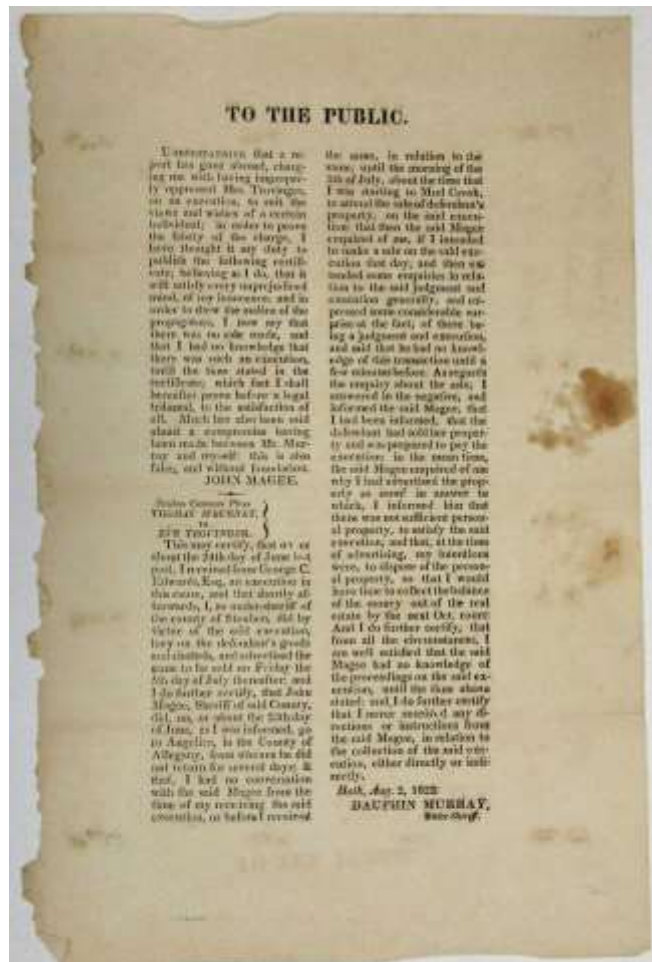 TO THE PUBLIC.
UNDERSTANDING that a re-
port has gone abroad, charg-
ing me with having improper-
ly oppressed Mrs.
on an execution, to suit the
views and wishes of a certain
individual; in order to prove
the falsity of the charge, I
have thought it my duty to
publish the following certifi-
cate; believing as I do, that it
will satisfy every unprejudiced
mind, of my innocence; and in
order to shew the malice of the
propagators, I now say that
there was no sale made, and
that I had no knowledge that
there was such an execution,
until the time stated in the
certificate; which fact I shall
hereafter prove before a legal
tribunal, to the satisfaction of
all. Much has also been said
about a compromise having
been made between Mr. Mur-
ray and myself: this is also
false, and without foundation.
JOHN MAGEE.
Steuben Common Pleas
THOMAS
vs.
This may certify, that on or
about the 24th day of June last
past, I received from George C.
Edwards, Esq. an execution in
this cause, and that shortly af-
terwards, I, as under-sheriff of
the county of Steuben, did by
virtue of the said execution,
levy on the defendant's goods
and chattels, and advertised the
same to be sold on Friday the
5th day of July thereafter: and
I do further certify, that John
Magee, Sheriff of said County,
did, on, or about the 25th day
of June, as I was informed, go
to Angelica, in the County of
Allegany, from whence he did
not return for several days; &
that, I had no conversation
with the said Magee from the
time of my receiving the said
execution, or before I received
the same, in relation to the
same, until the morning of the
5th of July, about the time that
I was starting to Mud Creek,
to attend the sale of defendant's
property, on the said execu-
tion: that then the said Magee
enquired of me, if I intended
to make a sale on the said exe-
cution that day, and then
some enquiries in rela-
tion to the said judgment and
execution generally, and ex-
pressed some considerable sur-
prise at the fact, of there be-
ing a judgment and execution,
and said that he had no knowl-
edge of this transaction until a
few minutes before. As regards
the enquiry about the sale; I
answered in the negative, and
informed the said Magee, that
I had been informed, that the
defendant had sold her proper-
ty and was prepared to pay the
execution: in the mean time,
the said Magee enquired of me
why I had advertised the prop-
erty so soon? in answer to
which, I informed him that
there was not sufficient person-
al property, to satisfy the said
execution, and that, at the time
of advertising, my intentions
were, to dispose of the person-
al property, so that I would
have time to collect the balance
of the money out of the real
estate by the next Oct. court
And I do further certify, that
from all the circumstances, I
am well satisfied that the said
Magee had no knowledge of
the proceedings on the said ex-
ecution, until the time above
stated: and I do further certify
that I never received any di-
rections or instructions from
the said Magee, in relation to
the collection of the said exe-
cution, either directly or indi-
rectly.
Bath, Aug. 2, 1822
DAUPHIN MURRAY,
Under-Sheriff.